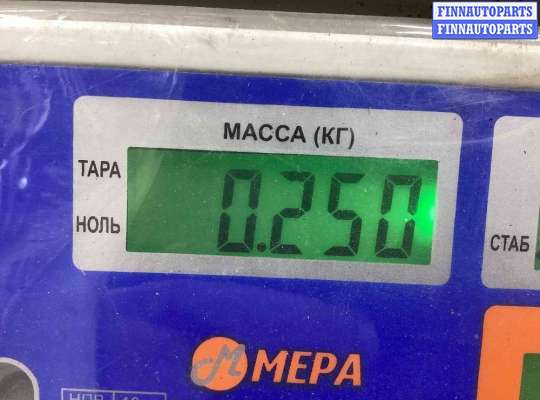 FINNAUTOPARTS
FINNAUTOPARTS
МАССА (КГ)
ТАРА
0.250
НОЛЬ
СТАБ
М МЕРА